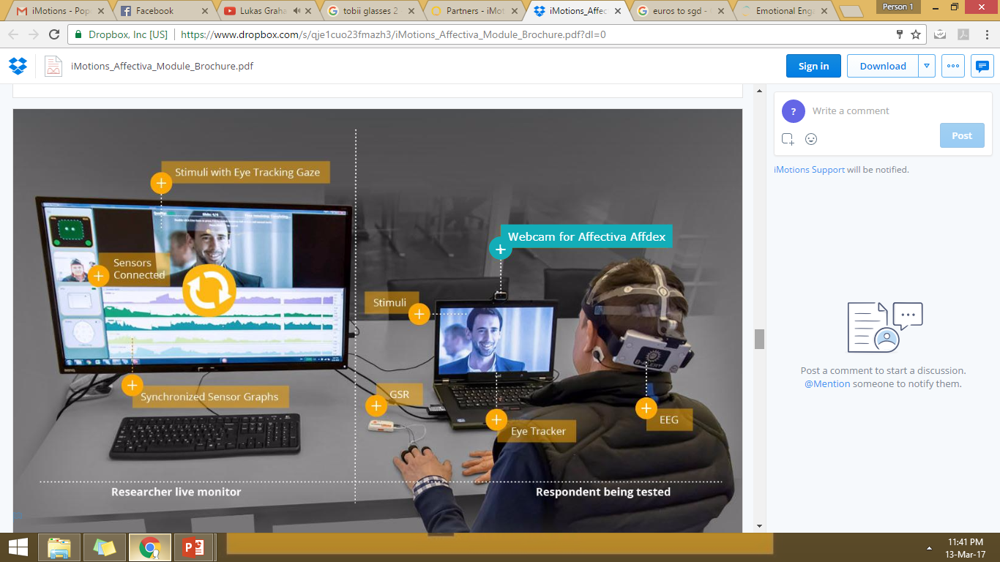 iMotions - Pop
Facebook
Lukas Grah
tobii glasses 2
Partners - iMot
iMotions_Affec
euros to sgd -
Emotional Eng
Person 1
Dropbox, Inc [US]
https://www.dropbox.com/s/qje1cuo23fmazh3/iMotions_Affectiva_Module_Brochure.pdf?dl=0
iMotions_Affectiva_Module_Brochure.pdf
Sign in
Download
?
Write a comment
Post
iMotions Support will be notified.
Post a comment to start a discussion.
@Mention someone to notify them.
Stimuli with Eye Tracking Gaze
Sensors
Connected
Synchronized Sensor Graphs
BENQ
Webcam for Affectiva Affdex
Stimuli
GSR
Eye Tracker
EEG
Researcher live monitor
Respondent being tested
11:41 PM
13-Mar-17